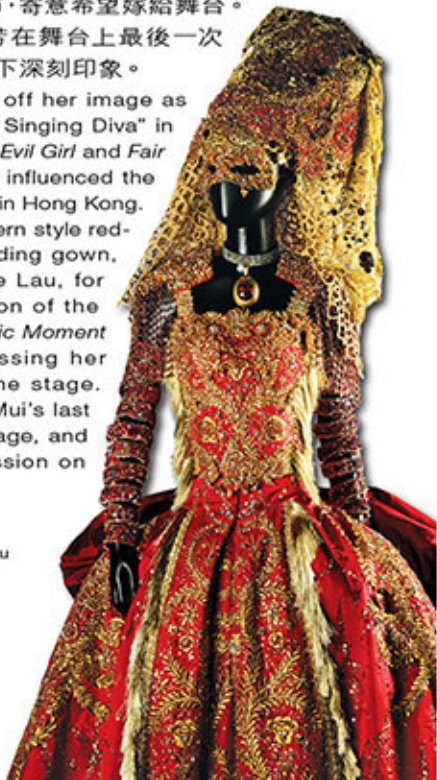 寄意希望嫁給舞台。
在舞台上最後一次
下深刻印象。
off her image as
Singing Diva” in
Evil Girl and Fair
influenced the
in Hong Kong.
ern style red-
ding gown,
e Lau, for
on of the
ic Moment
ssing her
ne stage.
Mui's last
age, and
ssion on
u